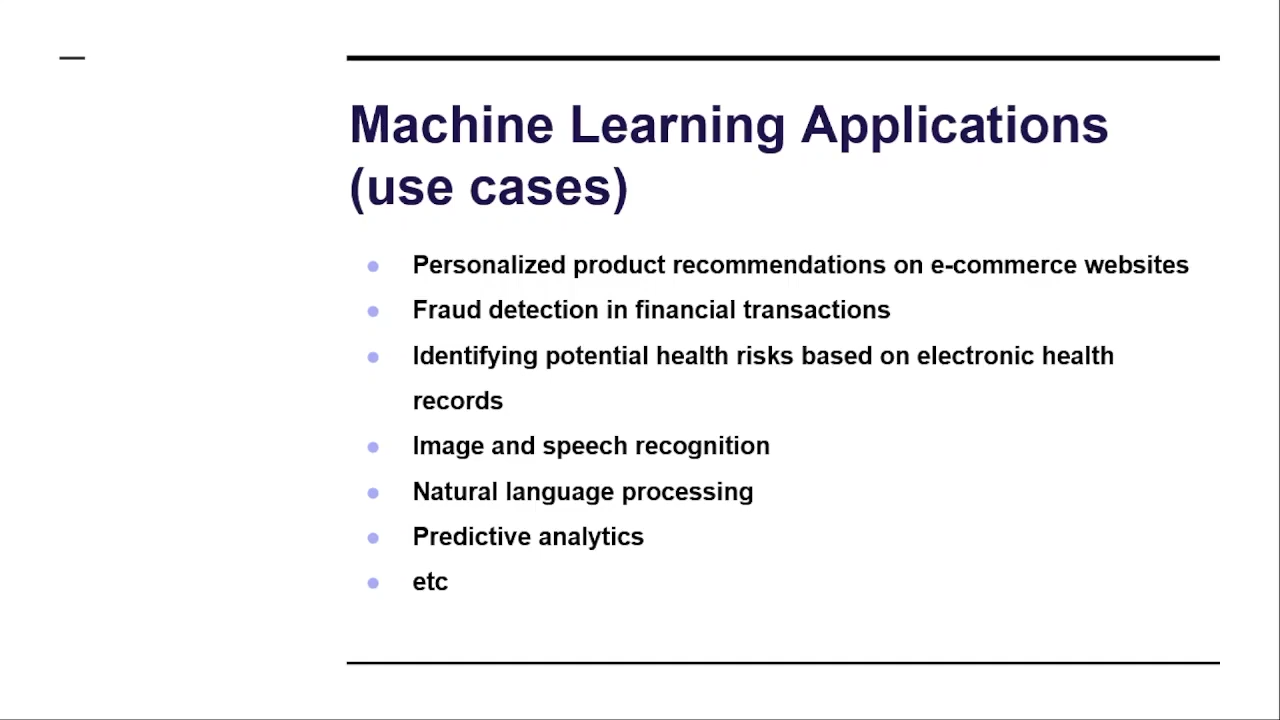 Machine Learning Applications
(use cases)
Personalized product recommendations on e-commerce websites
Fraud detection in financial transactions
Identifying potential health risks based on electronic health
records
Image and speech recognition
Natural language processing
Predictive analytics
etc